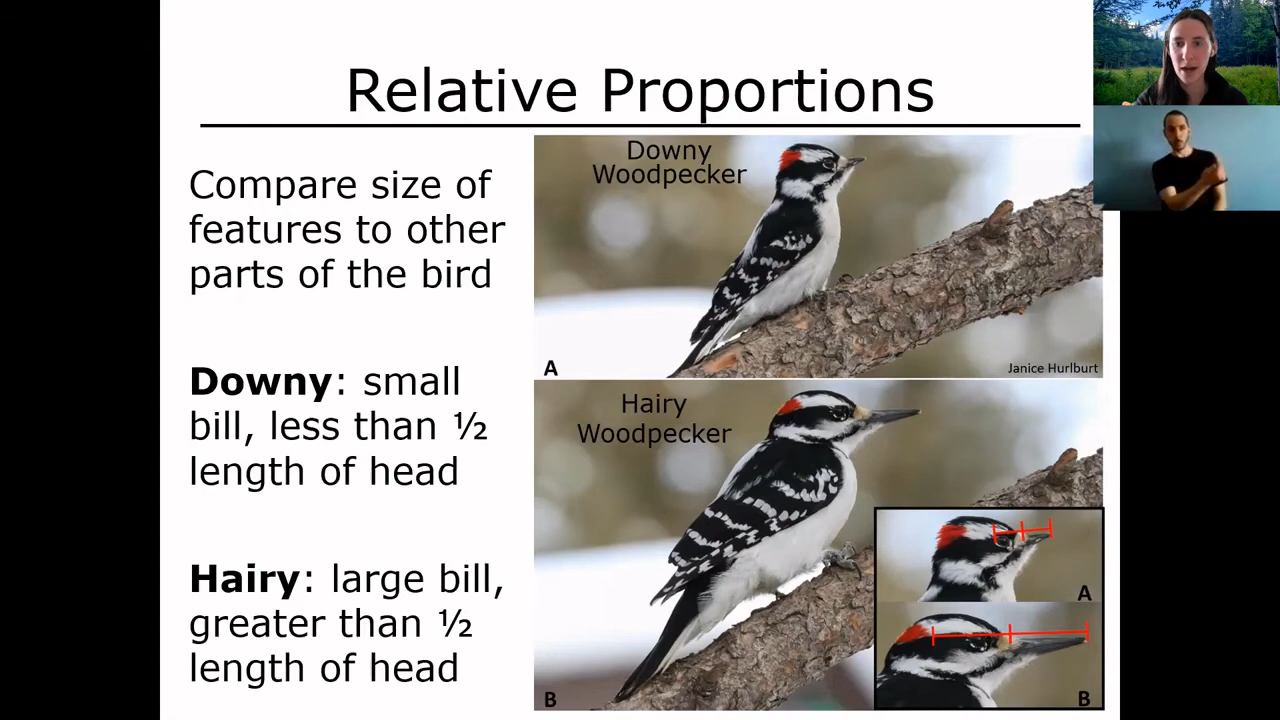 Relative Proportions
Compare size of
features to other
parts of the bird
Downy: small
bill, less than ½
length of head
Hairy: large bill,
greater than ½
length of head
Downy
Woodpecker
A
Janice Hurlburt
Hairy
Woodpecker
B
A
B